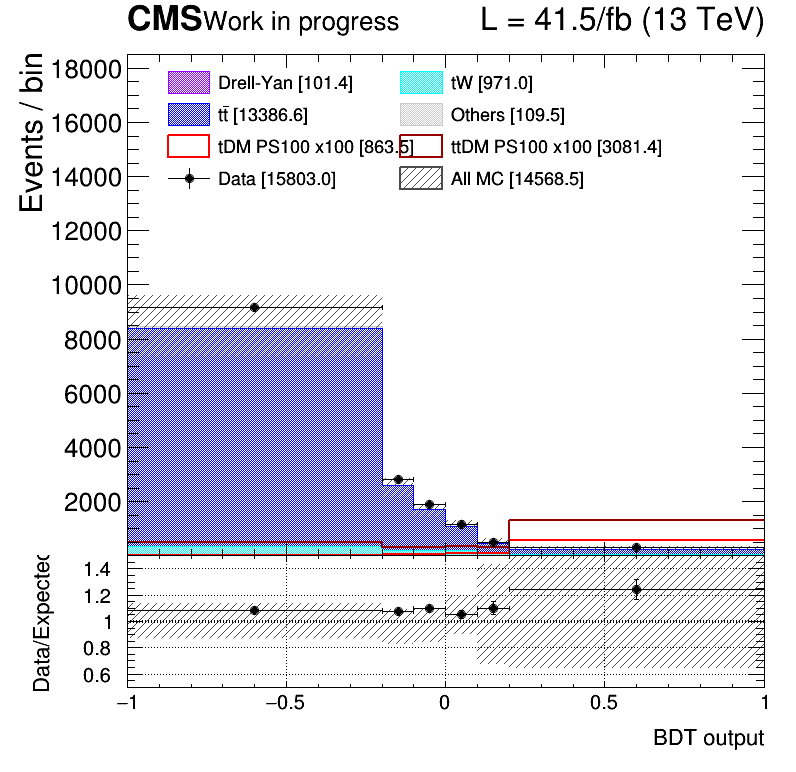 CMS Work in progress L = 41.5/fb (13 TeV)
Events / bin
18000
16000
14000
12000
10000
8000
6000
4000
2000
Drell-Yan [101.4] tW [971.0]
tt̄ [13386.6] Others [109.5]
tDM PS100 x100 [863.5] ttDM PS100 x100 [3081.4]
Data [15803.0] All MC [14568.5]
Data/Expected
1.4
1.2
1
0.8
0.6
−1 −0.5 0 0.5 1
BDT output